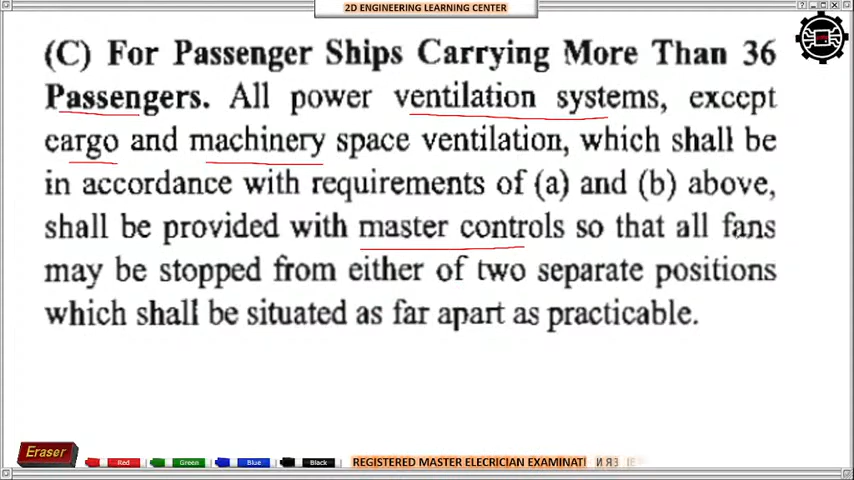 2D ENGINEERING LEARNING CENTER
(C) For Passenger Ships Carrying More Than 36
Passengers. All power ventilation systems, except
cargo and machinery space ventilation, which shall be
in accordance with requirements of (a) and (b) above,
shall be provided with master controls so that all fans
may be stopped from either of two separate positions
which shall be situated as far apart as practicable.
Eraser
Red
Green
Blue
Black
REGISTERED MASTER ELECRICIAN EXAMINATI